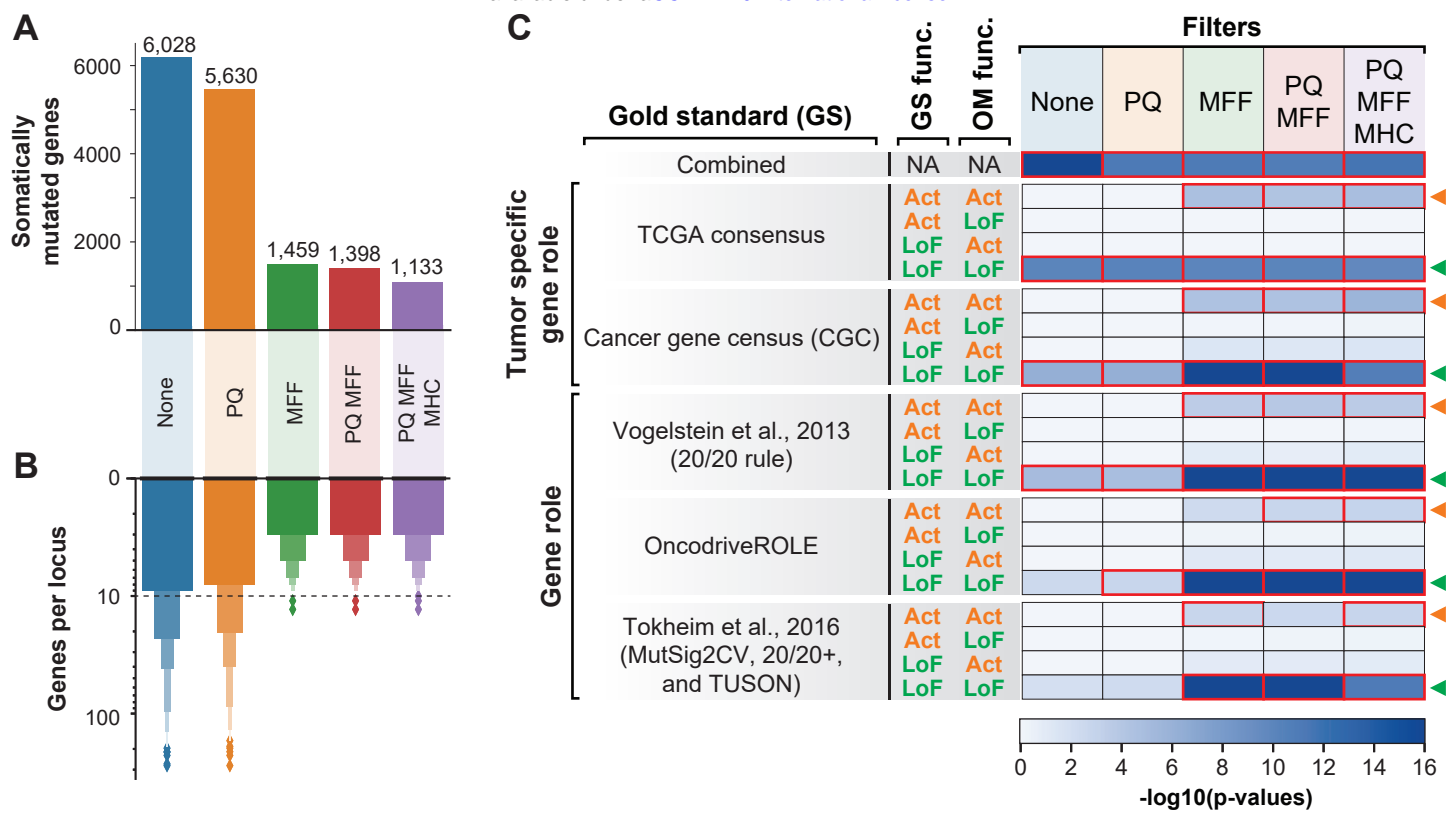 A
6,028
5,630
1,459
1,398
1,133
6000
4000
2000
0
Somatically
mutated genes
None
PQ
MFF
PQ MFF
PQ MFF
MHC
B
0
10
100
Genes per locus
C
Gold standard (GS)
GS func.
OM func.
Filters
None
PQ
MFF
PQ
MFF
PQ
MFF
MHC
Combined NA NA
Tumor specific
gene role
TCGA consensus
Act Act
Act LoF
LoF Act
LoF LoF
Cancer gene census (CGC)
Act Act
Act LoF
LoF Act
LoF LoF
Gene role
Vogelstein et al., 2013
(20/20 rule)
Act Act
Act LoF
LoF Act
LoF LoF
OncodriveROLE
Act Act
Act LoF
LoF Act
LoF LoF
Tokheim et al., 2016
(MutSig2CV, 20/20+,
and TUSON)
Act Act
Act LoF
LoF Act
LoF LoF
0 2 4 6 8 10 12 14 16
-log10(p-values)